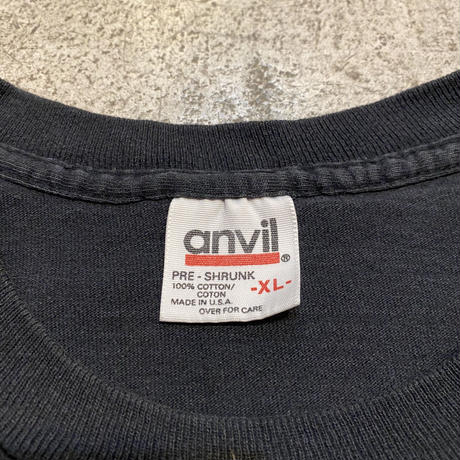 anvil®
PRE - SHRUNK
100% COTTON/
COTON
-XL-
MADE IN U.S.A.
OVER FOR CARE